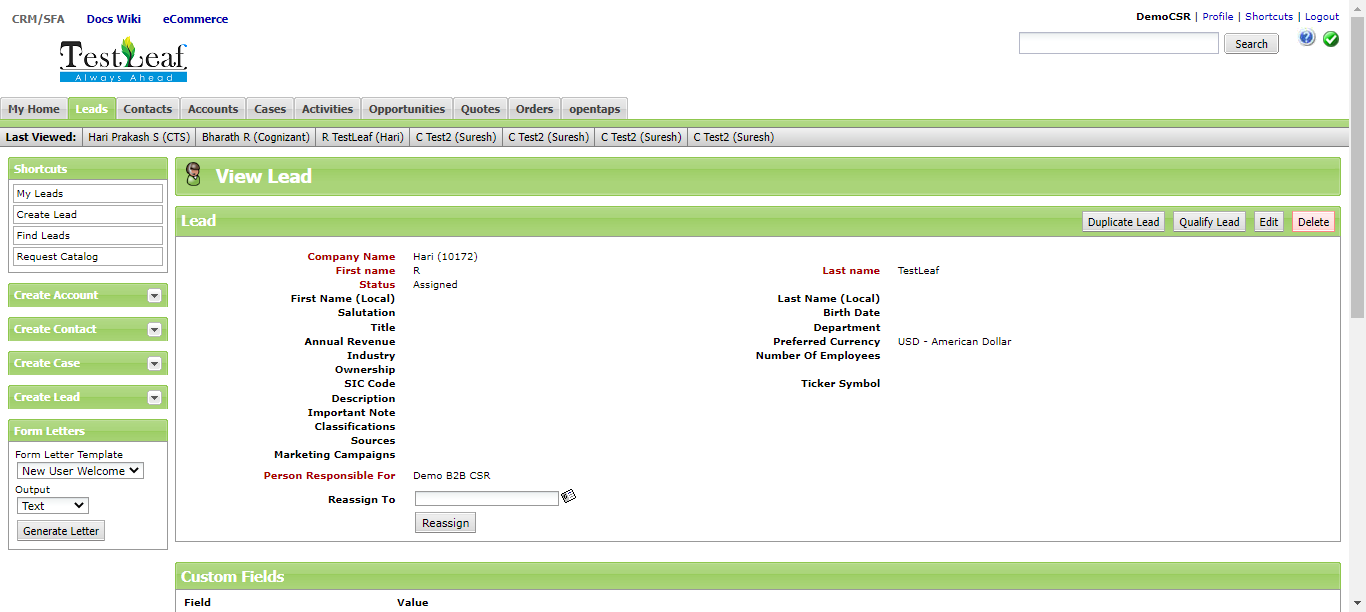 CRM/SFA Docs Wiki eCommerce
DemoCSR | Profile | Shortcuts | Logout
TestLeaf
Always Ahead
Search
My Home Leads Contacts Accounts Cases Activities Opportunities Quotes Orders opentaps
Last Viewed: Hari Prakash S (CTS) Bharath R (Cognizant) R TestLeaf (Hari) C Test2 (Suresh) C Test2 (Suresh) C Test2 (Suresh) C Test2 (Suresh)
Shortcuts
My Leads
Create Lead
Find Leads
Request Catalog
Create Account
Create Contact
Create Case
Create Lead
Form Letters
Form Letter Template
New User Welcome
Output
Text
Generate Letter
View Lead
Lead Duplicate Lead Qualify Lead Edit Delete
Company Name Hari (10172)
First name R Last name TestLeaf
Status Assigned
First Name (Local) Last Name (Local)
Salutation Birth Date
Title Department
Annual Revenue Preferred Currency USD - American Dollar
Industry Number Of Employees
Ownership
SIC Code Ticker Symbol
Description
Important Note
Classifications
Sources
Marketing Campaigns
Person Responsible For Demo B2B CSR
Reassign To
Reassign
Custom Fields
Field Value